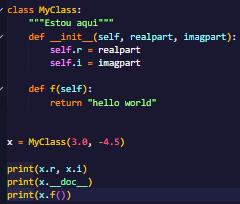 class MyClass:
    """Estou aqui"""
    def __init__(self, realpart, imagpart):
        self.r = realpart
        self.i = imagpart

    def f(self):
        return "hello world"


x = MyClass(3.0, -4.5)

print(x.r, x.i)
print(x.__doc__)
print(x.f())